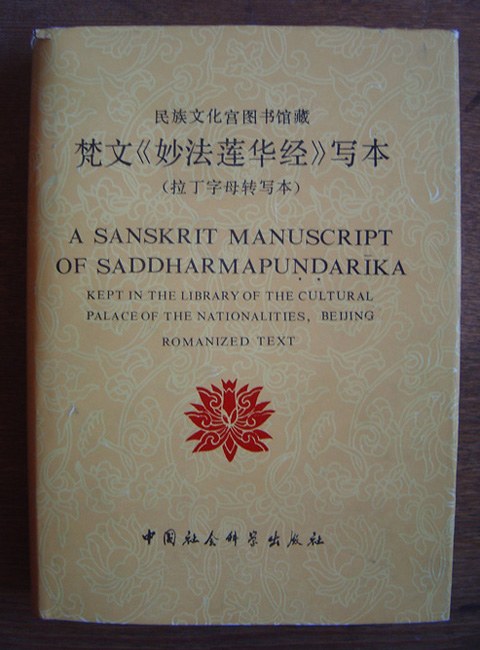 民族文化宫图书馆藏
梵文《妙法莲华经》写本
（拉丁字母转写本）
A SANSKRIT MANUSCRIPT
OF SADDHARMAPUṆḌARĪKA
KEPT IN THE LIBRARY OF THE CULTURAL
PALACE OF THE NATIONALITIES, BEIJING
ROMANIZED TEXT
中国社会科学出版社